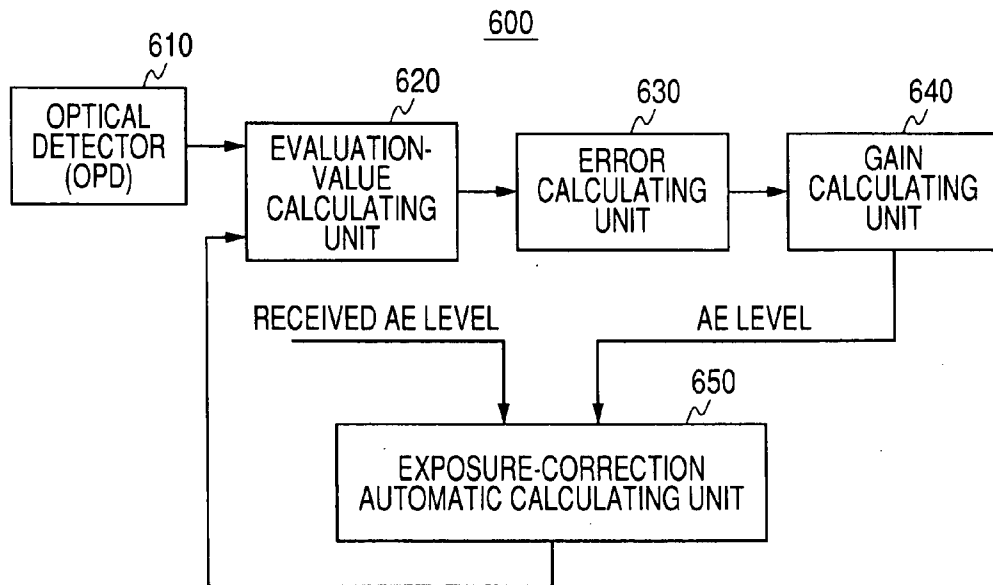 600
610
OPTICAL
DETECTOR
(OPD)
620
EVALUATION-
VALUE
CALCULATING
UNIT
630
ERROR
CALCULATING
UNIT
640
GAIN
CALCULATING
UNIT
RECEIVED AE LEVEL
AE LEVEL
650
EXPOSURE-CORRECTION
AUTOMATIC CALCULATING UNIT